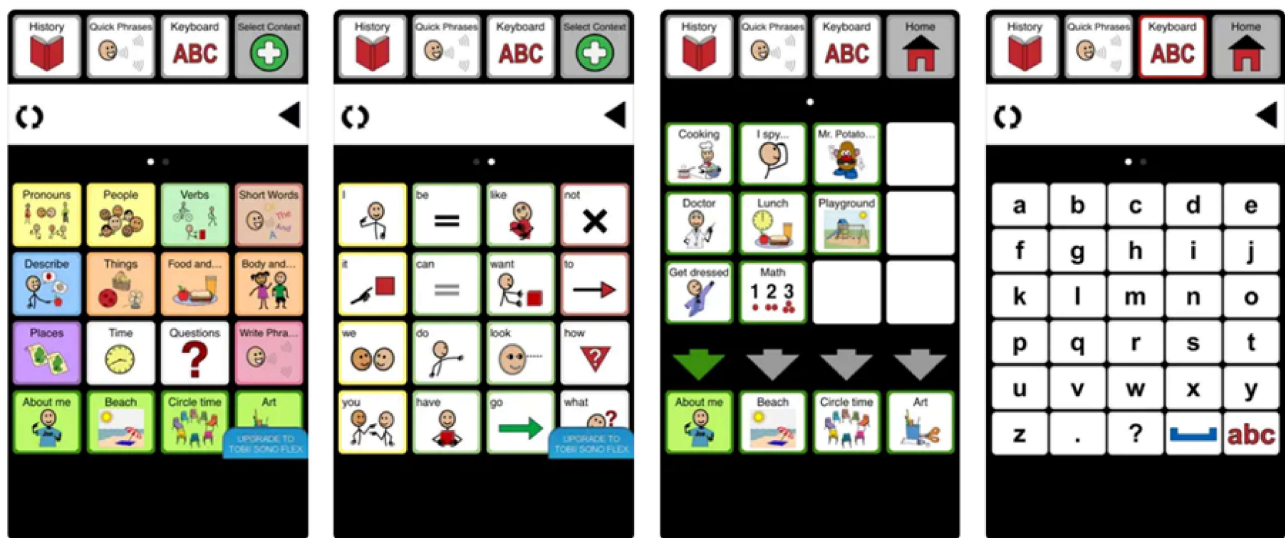 History Quick Phrases Keyboard Select Context
ABC
Pronouns People Verbs Short Words
Or The And A
Describe Things Food and... Body and...
Places Time Questions Write Phra...
?
About me Beach Circle time Art
UPGRADE TO
TOBII SONO FLEX
History Quick Phrases Keyboard Select Context
ABC
I be like not
it can want to
we do look how
?
you have go what
?
UPGRADE TO
TOBII SONO FLEX
History Quick Phrases Keyboard Home
ABC
Cooking I spy... Mr. Potato...
Doctor Lunch Playground
Get dressed Math
1 2 3
About me Beach Circle time Art
History Quick Phrases Keyboard Home
ABC
a b c d e
f g h i j
k l m n o
p q r s t
u v w x y
z . ? abc